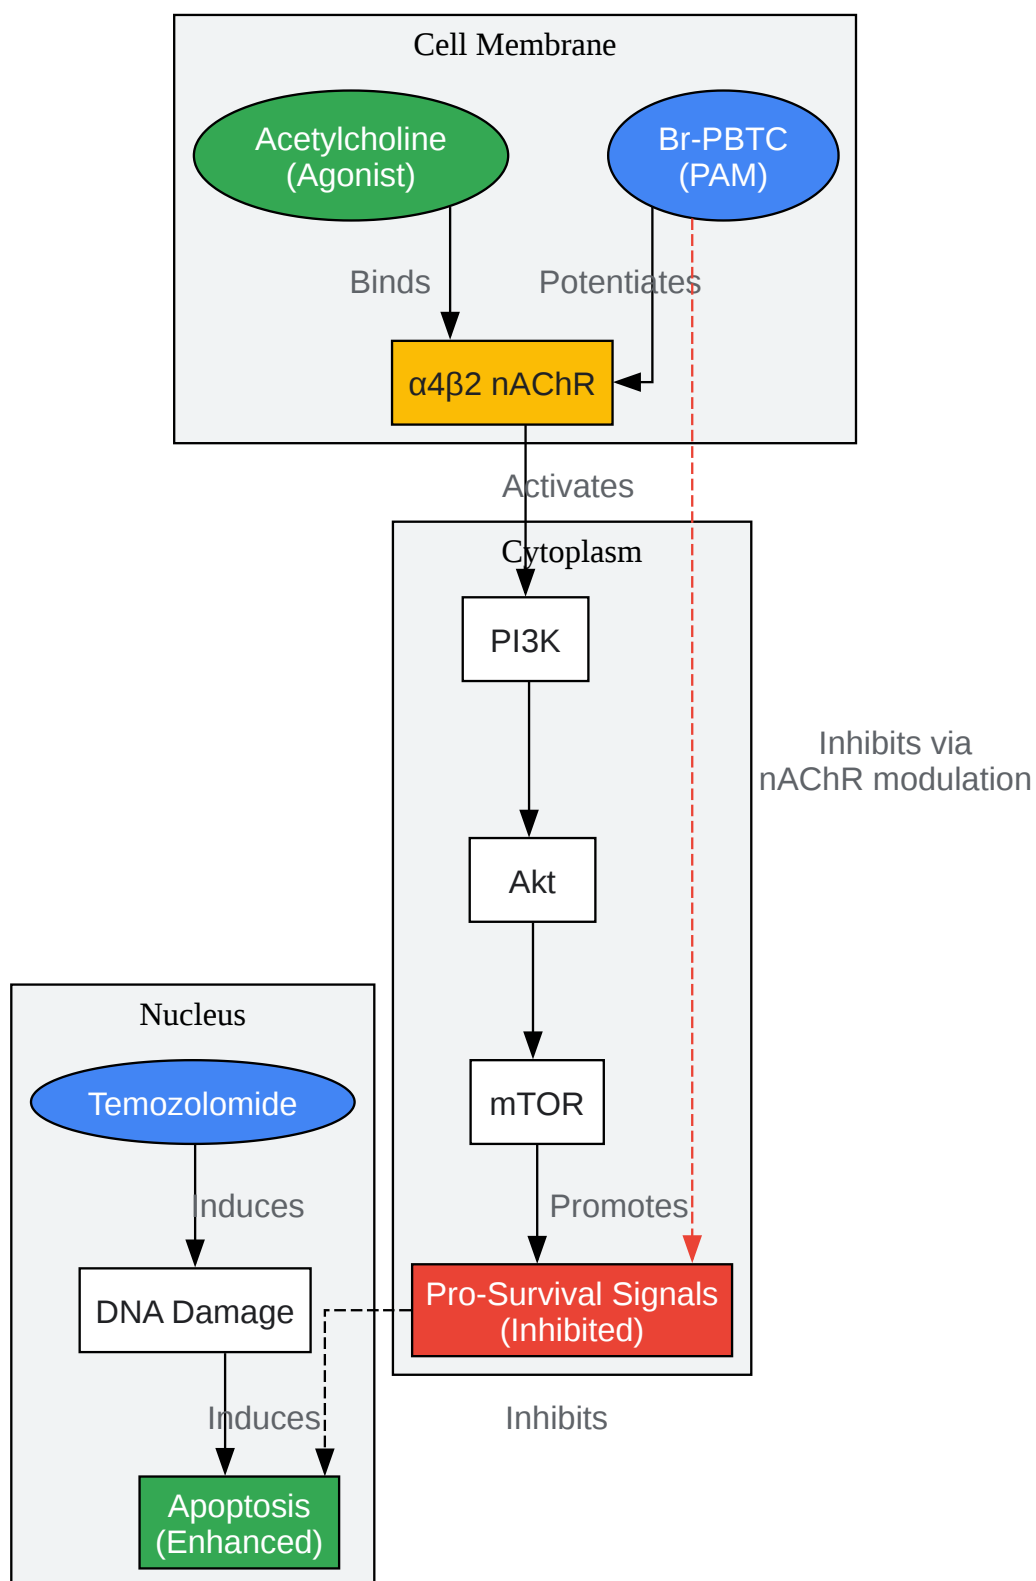 Cell Membrane
Acetylcholine
(Agonist)
Br-PBTC
(PAM)
Binds
Potentiates
α4β2 nAChR
Activates
Cytoplasm
PI3K
Inhibits via
nAChR modulation
Akt
Nucleus
Temozolomide
mTOR
Induces
Promotes
DNA Damage
Pro-Survival Signals
(Inhibited)
Induces
Inhibits
Apoptosis
(Enhanced)